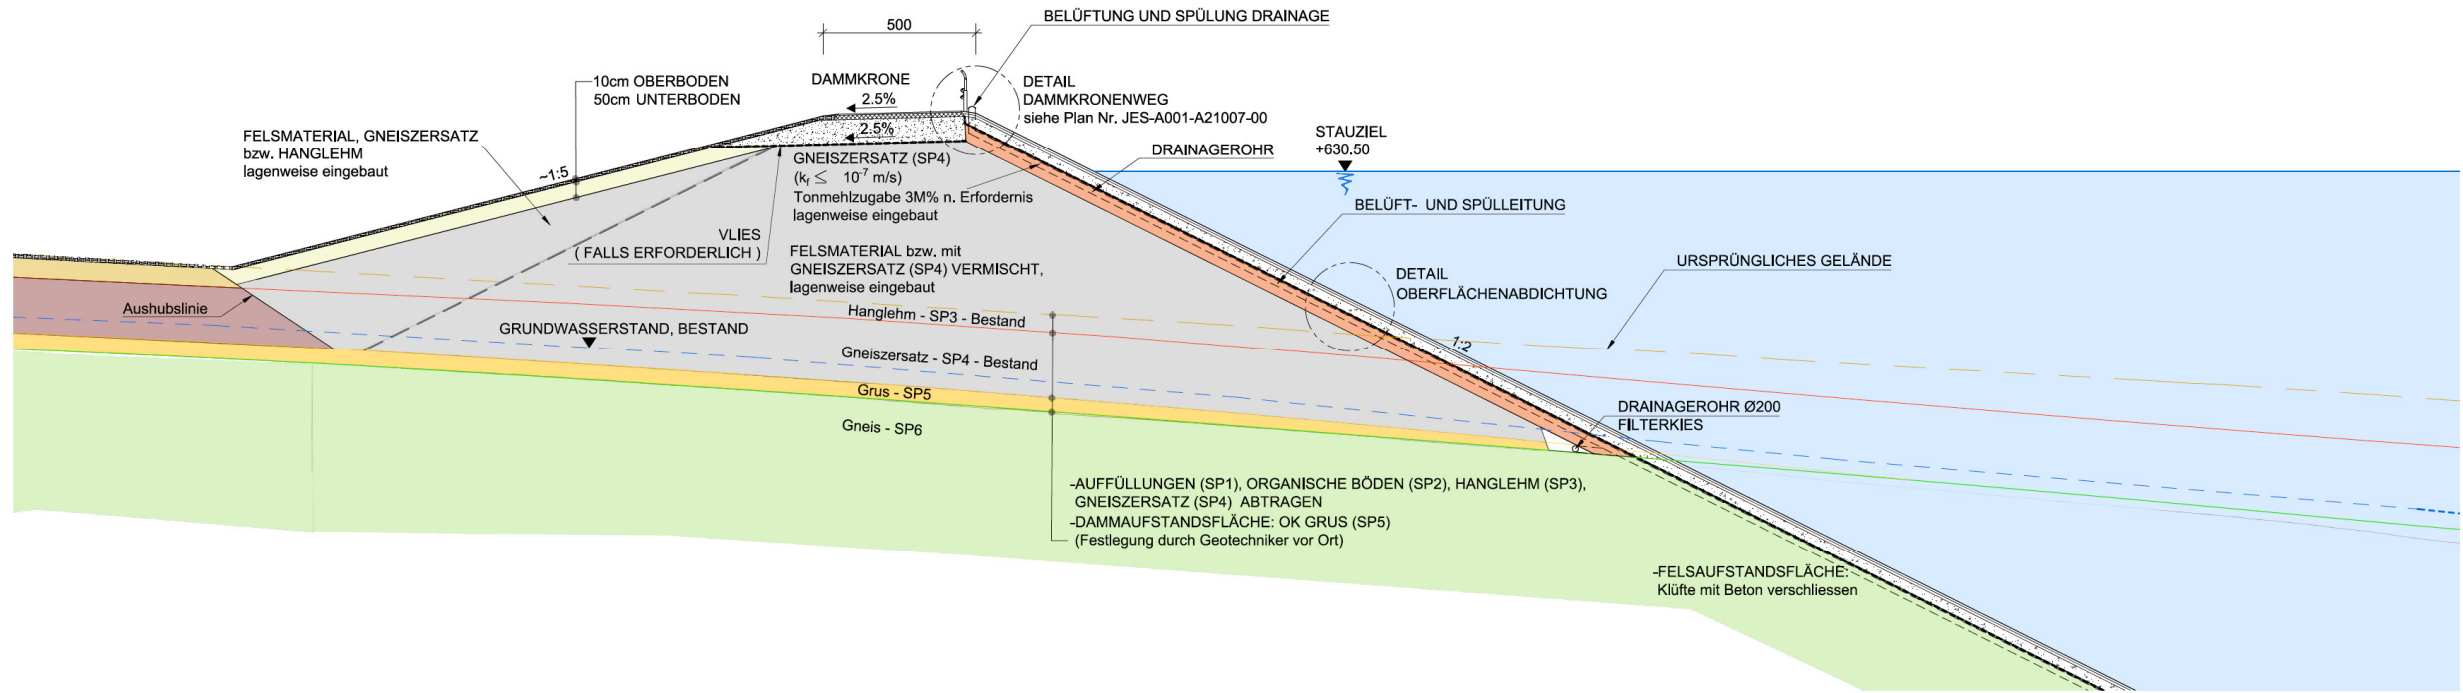 500
BELÜFTUNG UND SPÜLUNG DRAINAGE
10cm OBERBODEN
50cm UNTERBODEN
DAMMKRONE
2.5%
2.5%
DETAIL
DAMMKRONENWEG
siehe Plan Nr. JES-A001-A21007-00
STAUZIEL
+630.50
FELSMATERIAL, GNEISZERSATZ
bzw. HANGLEHM
lagenweise eingebaut
~1:5
GNEISZERSATZ (SP4)
(kf ≤ 10-7 m/s)
Tonmehlzugabe 3M% n. Erfordernis
lagenweise eingebaut
DRAINAGEROHR
BELÜFT- UND SPÜLLEITUNG
VLIES
( FALLS ERFORDERLICH )
FELSMATERIAL bzw. mit
GNEISZERSATZ (SP4) VERMISCHT,
lagenweise eingebaut
DETAIL
OBERFLÄCHENABDICHTUNG
URSPRÜNGLICHES GELÄNDE
Aushubslinie
GRUNDWASSERSTAND, BESTAND
Hanglehm - SP3 - Bestand
1:2
Gneiszersatz - SP4 - Bestand
Grus - SP5
Gneis - SP6
DRAINAGEROHR Ø200
FILTERKIES
-AUFFÜLLUNGEN (SP1), ORGANISCHE BÖDEN (SP2), HANGLEHM (SP3),
GNEISZERSATZ (SP4) ABTRAGEN
-DAMMAUFSTANDSFLÄCHE: OK GRUS (SP5)
(Festlegung durch Geotechniker vor Ort)
-FELSAUFSTANDSFLÄCHE:
Klüfte mit Beton verschliessen